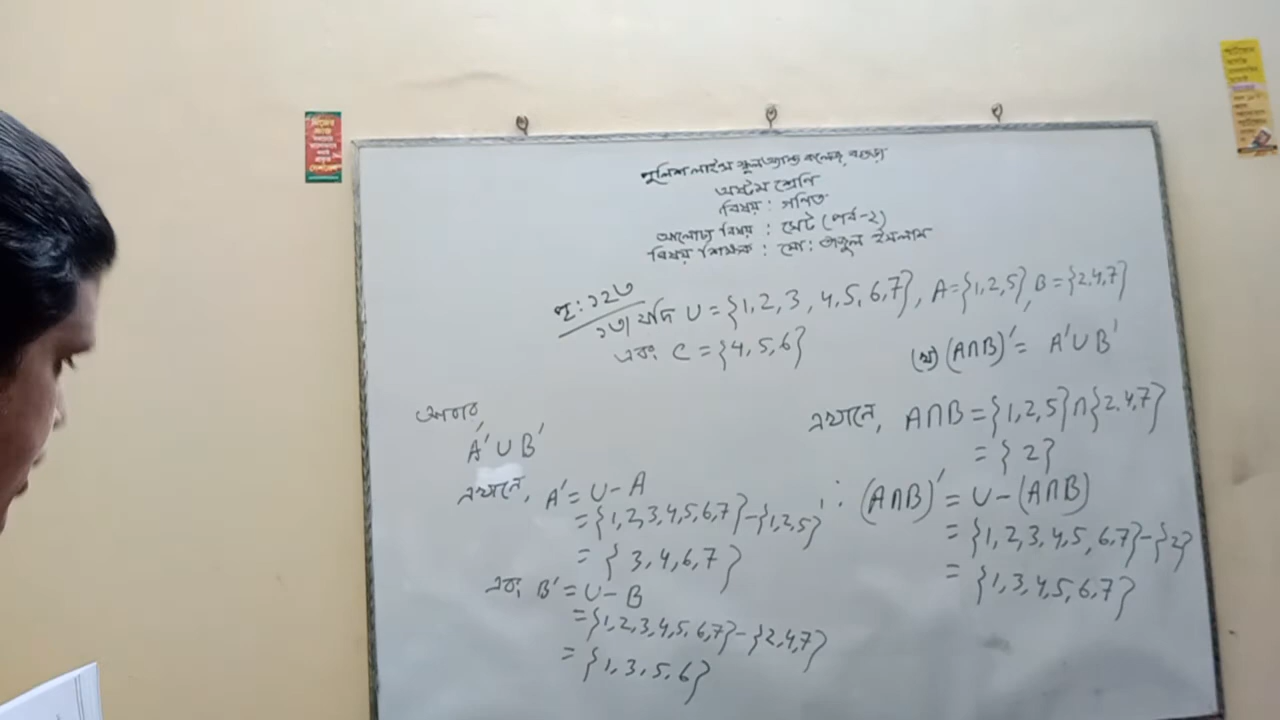 পুলিশ লাইন্স স্কুল অ্যান্ড কলেজ, বগুড়া
অষ্টম শ্রেণি
বিষয় : গণিত
আলোচ্য বিষয় : সেট (পর্ব-২)
বিষয় শিক্ষক : মো: ইসলাম
পৃ: ১২৩
১৩। যদি U = {1, 2, 3, 4, 5, 6, 7}, A = {1, 2, 5}, B = {2, 4, 7}
এবং C = {4, 5, 6}
(খ) (A∩B)′ = A′∪B′
এখানে, A∩B = {1, 2, 5} ∩ {2, 4, 7}
= {2}
∴ (A∩B)′ = U − (A∩B)
= {1, 2, 3, 4, 5, 6, 7} − {2}
= {1, 3, 4, 5, 6, 7}
আবার,
A′∪B′
এখানে, A′ = U − A
= {1, 2, 3, 4, 5, 6, 7} − {1, 2, 5}
= {3, 4, 6, 7}
এবং B′ = U − B
= {1, 2, 3, 4, 5, 6, 7} − {2, 4, 7}
= {1, 3, 5, 6}